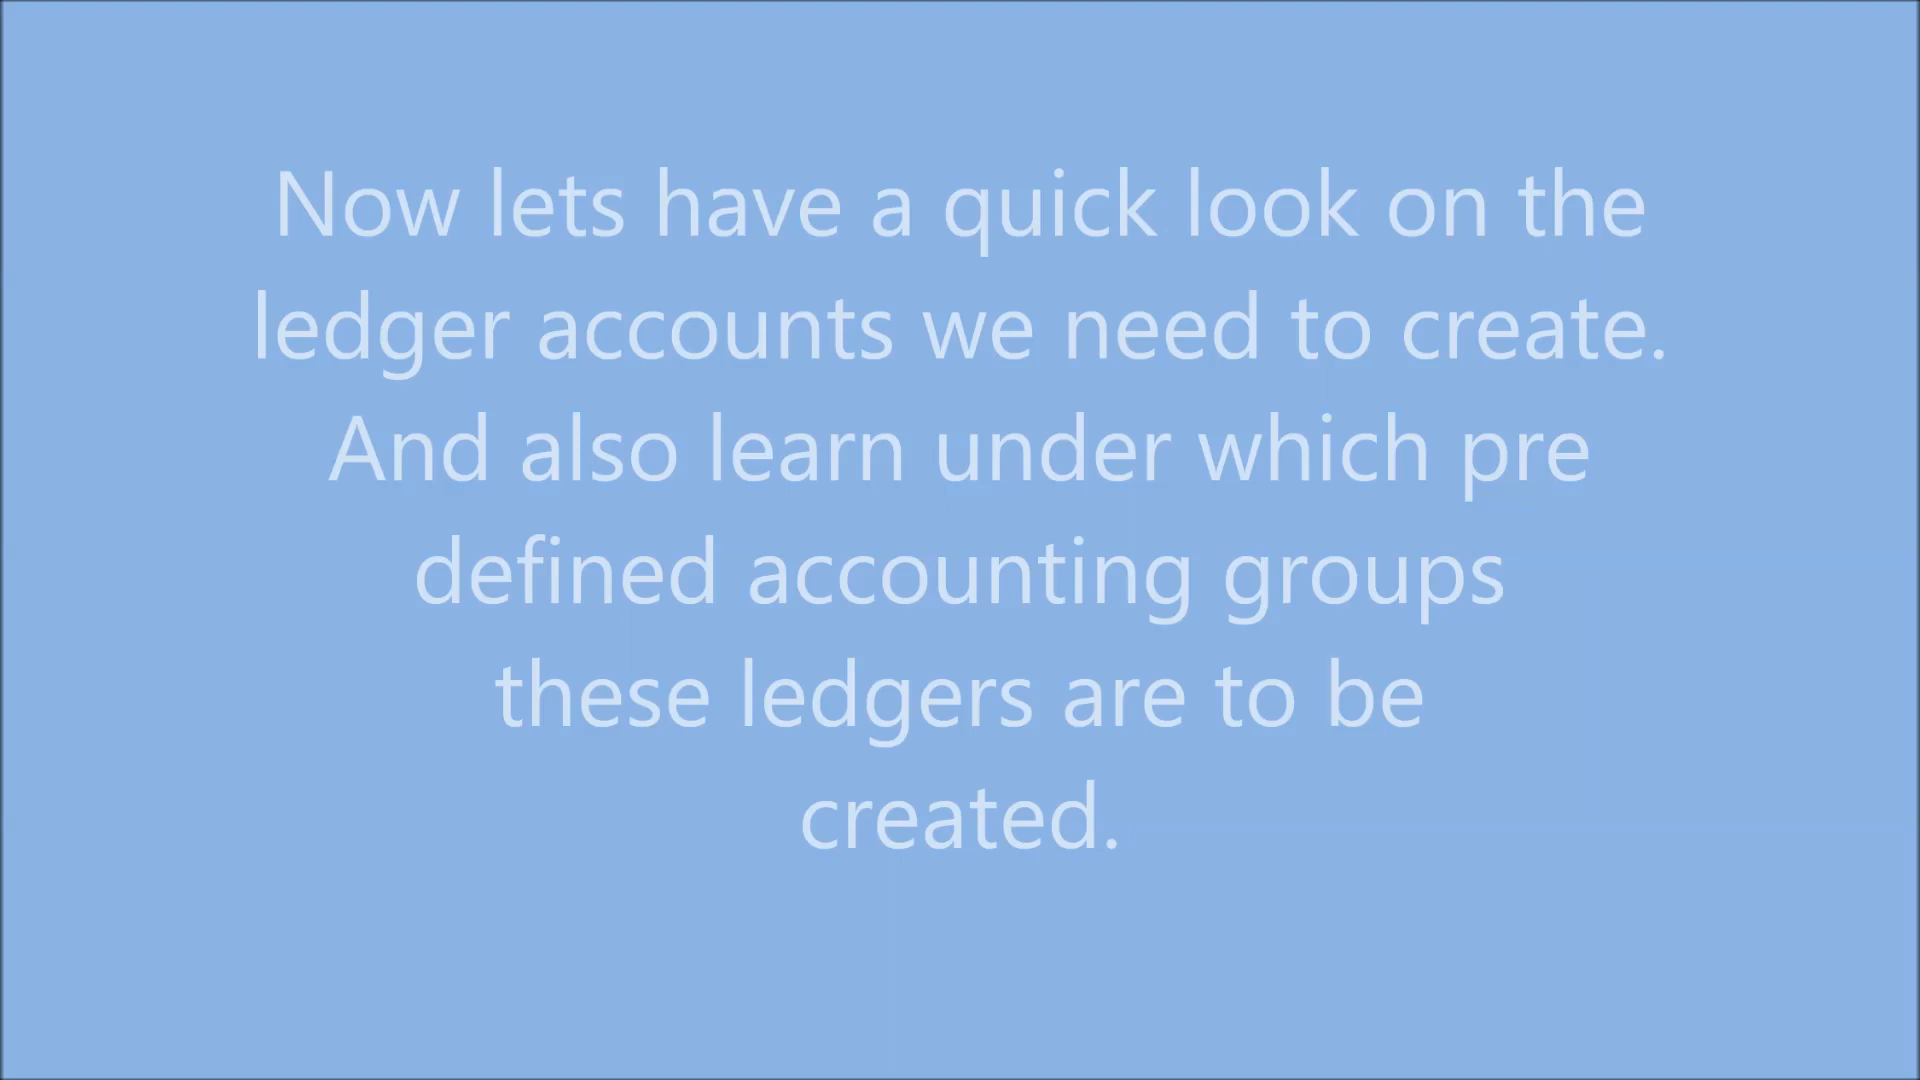 Now lets have a quick look on the
ledger accounts we need to create.
And also learn under which pre
defined accounting groups
these ledgers are to be
created.